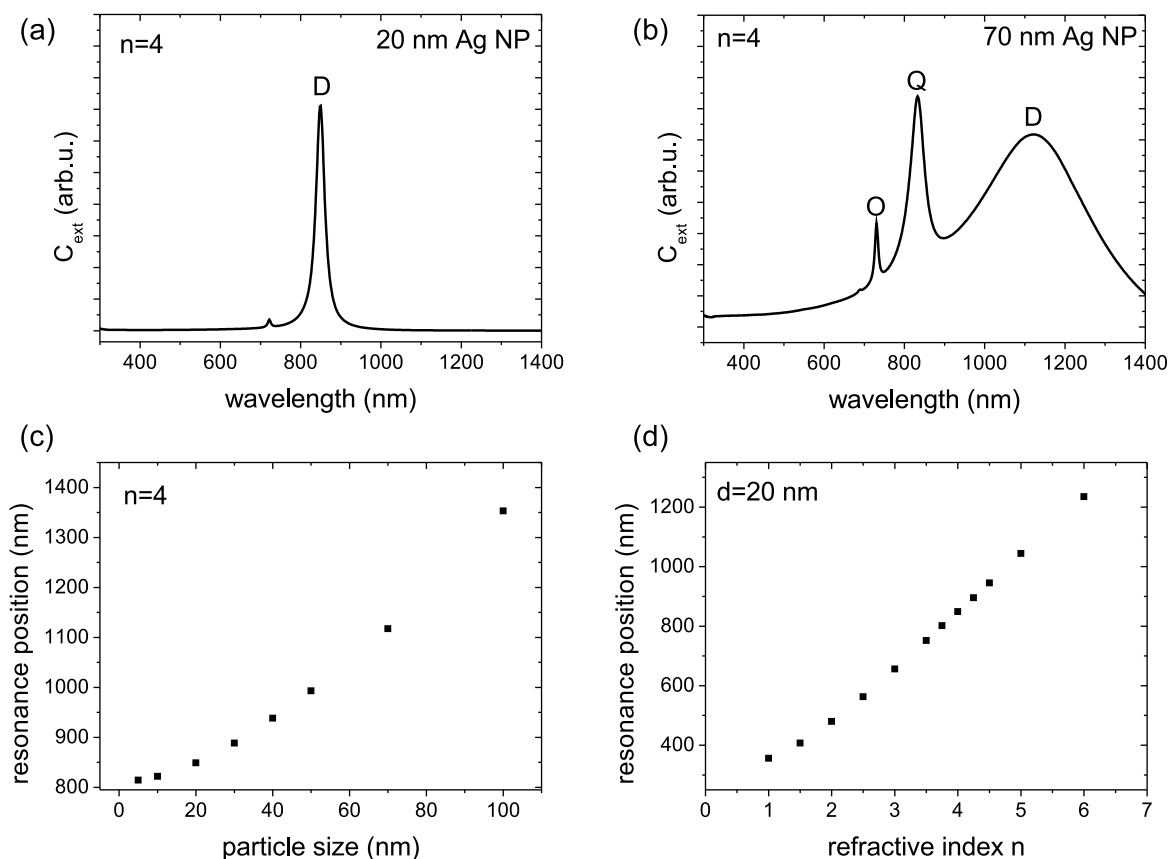 (a)
n=4
20 nm Ag NP
D
C_ext (arb.u.)
400 600 800 1000 1200 1400
wavelength (nm)
(b)
n=4
70 nm Ag NP
O
Q
D
C_ext (arb.u.)
400 600 800 1000 1200 1400
wavelength (nm)
(c)
n=4
1400
1300
1200
1100
1000
900
800
resonance position (nm)
0 20 40 60 80 100
particle size (nm)
(d)
d=20 nm
1200
1000
800
600
400
resonance position (nm)
0 1 2 3 4 5 6 7
refractive index n